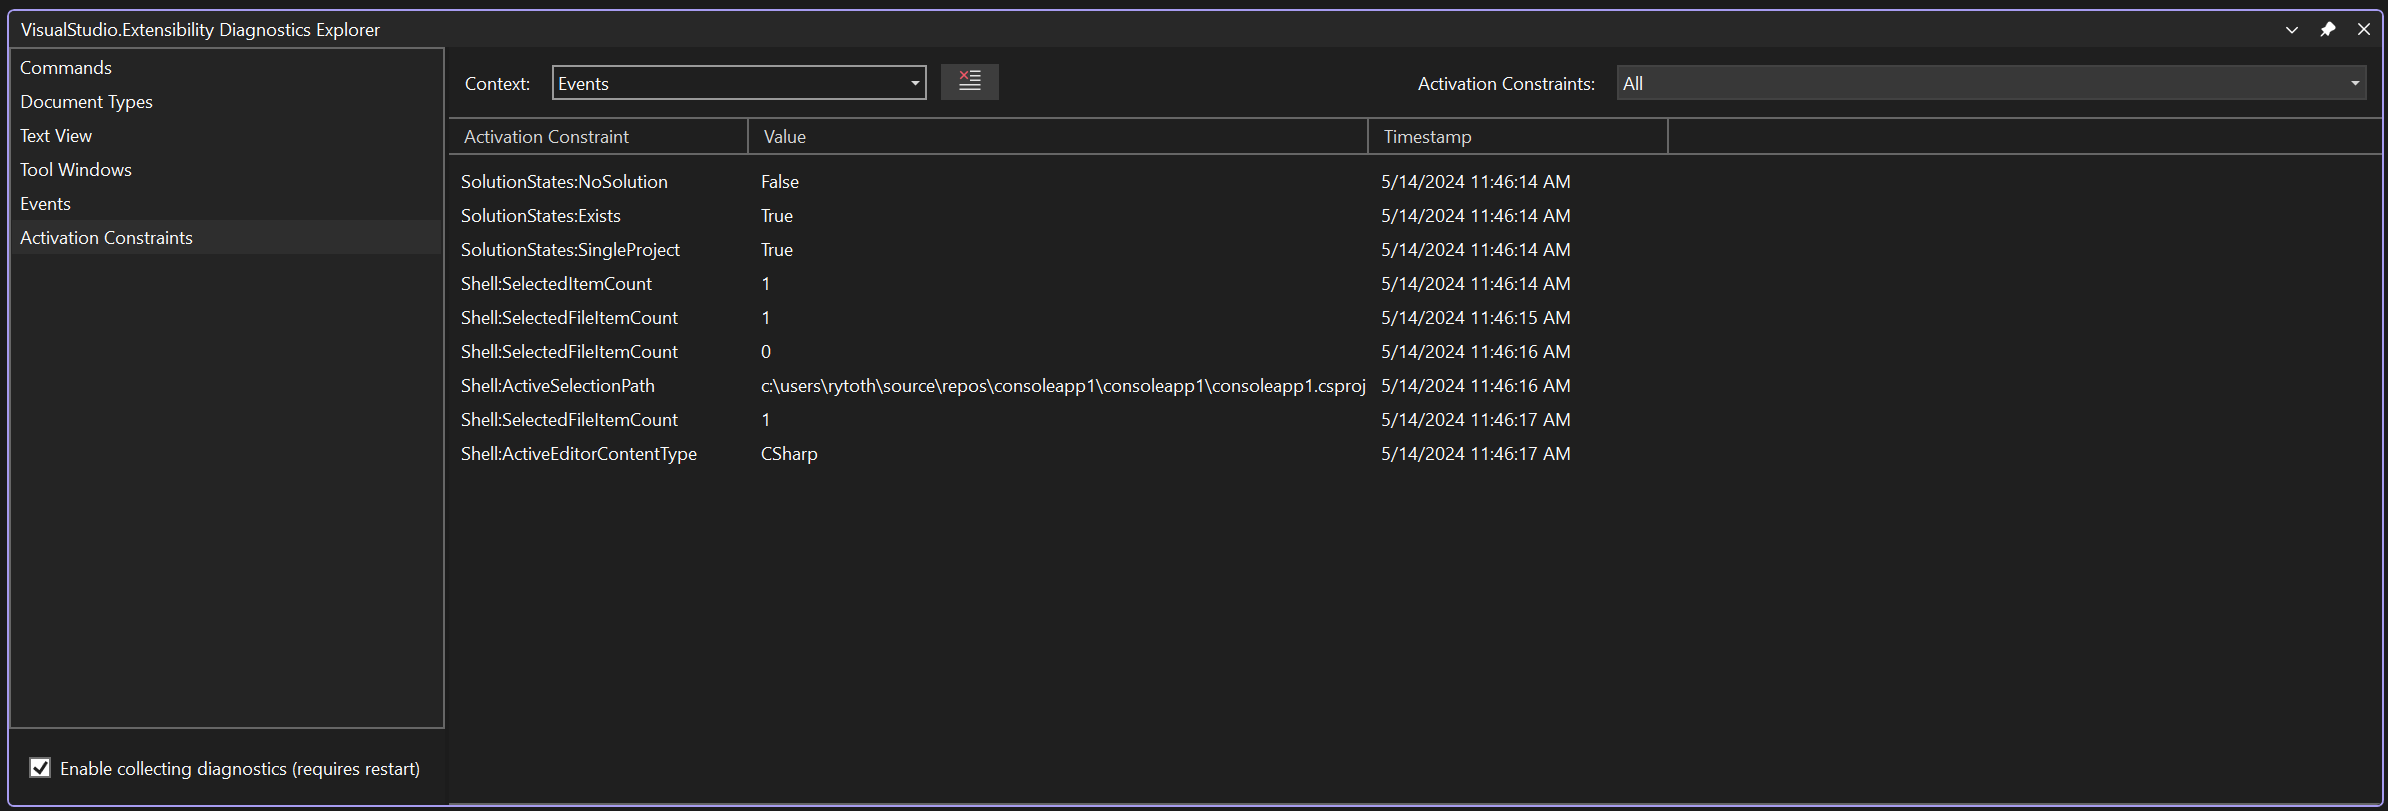 VisualStudio.Extensibility Diagnostics Explorer
Commands
Document Types
Text View
Tool Windows
Events
Activation Constraints
Enable collecting diagnostics (requires restart)
Context: Events
Activation Constraints: All
Activation Constraint Value Timestamp
SolutionStates:NoSolution False 5/14/2024 11:46:14 AM
SolutionStates:Exists True 5/14/2024 11:46:14 AM
SolutionStates:SingleProject True 5/14/2024 11:46:14 AM
Shell:SelectedItemCount 1 5/14/2024 11:46:14 AM
Shell:SelectedFileItemCount 1 5/14/2024 11:46:15 AM
Shell:SelectedFileItemCount 0 5/14/2024 11:46:16 AM
Shell:ActiveSelectionPath c:\users\rytoth\source\repos\consoleapp1\consoleapp1\consoleapp1.csproj 5/14/2024 11:46:16 AM
Shell:SelectedFileItemCount 1 5/14/2024 11:46:17 AM
Shell:ActiveEditorContentType CSharp 5/14/2024 11:46:17 AM